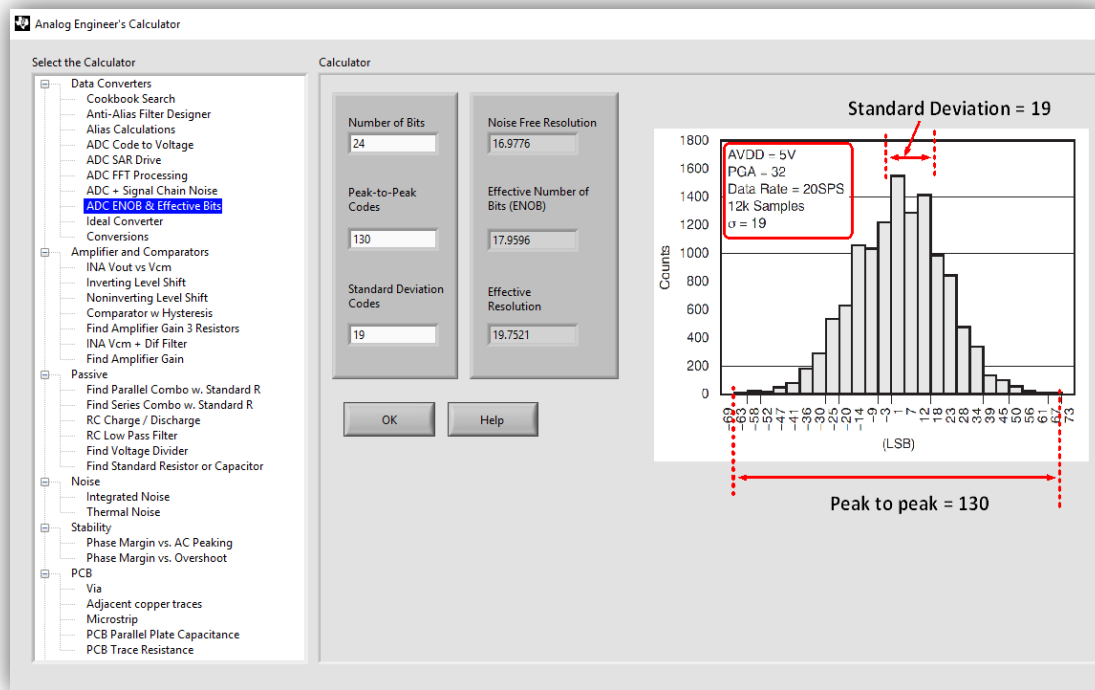 Analog Engineer's Calculator
Select the Calculator
Data Converters
Cookbook Search
Anti-Alias Filter Designer
Alias Calculations
ADC Code to Voltage
ADC SAR Drive
ADC FFT Processing
ADC + Signal Chain Noise
ADC ENOB & Effective Bits
Ideal Converter
Conversions
Amplifier and Comparators
INA Vout vs Vcm
Inverting Level Shift
Noninverting Level Shift
Comparator w Hysteresis
Find Amplifier Gain 3 Resistors
INA Vcm + Dif Filter
Find Amplifier Gain
Passive
Find Parallel Combo w. Standard R
Find Series Combo w. Standard R
RC Charge / Discharge
RC Low Pass Filter
Find Voltage Divider
Find Standard Resistor or Capacitor
Noise
Integrated Noise
Thermal Noise
Stability
Phase Margin vs. AC Peaking
Phase Margin vs. Overshoot
PCB
Via
Adjacent copper traces
Microstrip
PCB Parallel Plate Capacitance
PCB Trace Resistance
Calculator
Number of Bits
24
Peak-to-Peak
Codes
130
Standard Deviation
Codes
19
Noise Free Resolution
16.9776
Effective Number of
Bits (ENOB)
17.9596
Effective
Resolution
19.7521
OK
Help
Standard Deviation = 19
AVDD = 5V
PGA = 32
Data Rate = 20SPS
12k Samples
σ = 19
Counts
1800
1600
1400
1200
1000
800
600
400
200
0
-69
-63
-58
-52
-47
-41
-36
-30
-25
-20
-14
-9
-3
1
7
12
18
23
28
34
39
45
50
56
61
67
73
(LSB)
Peak to peak = 130